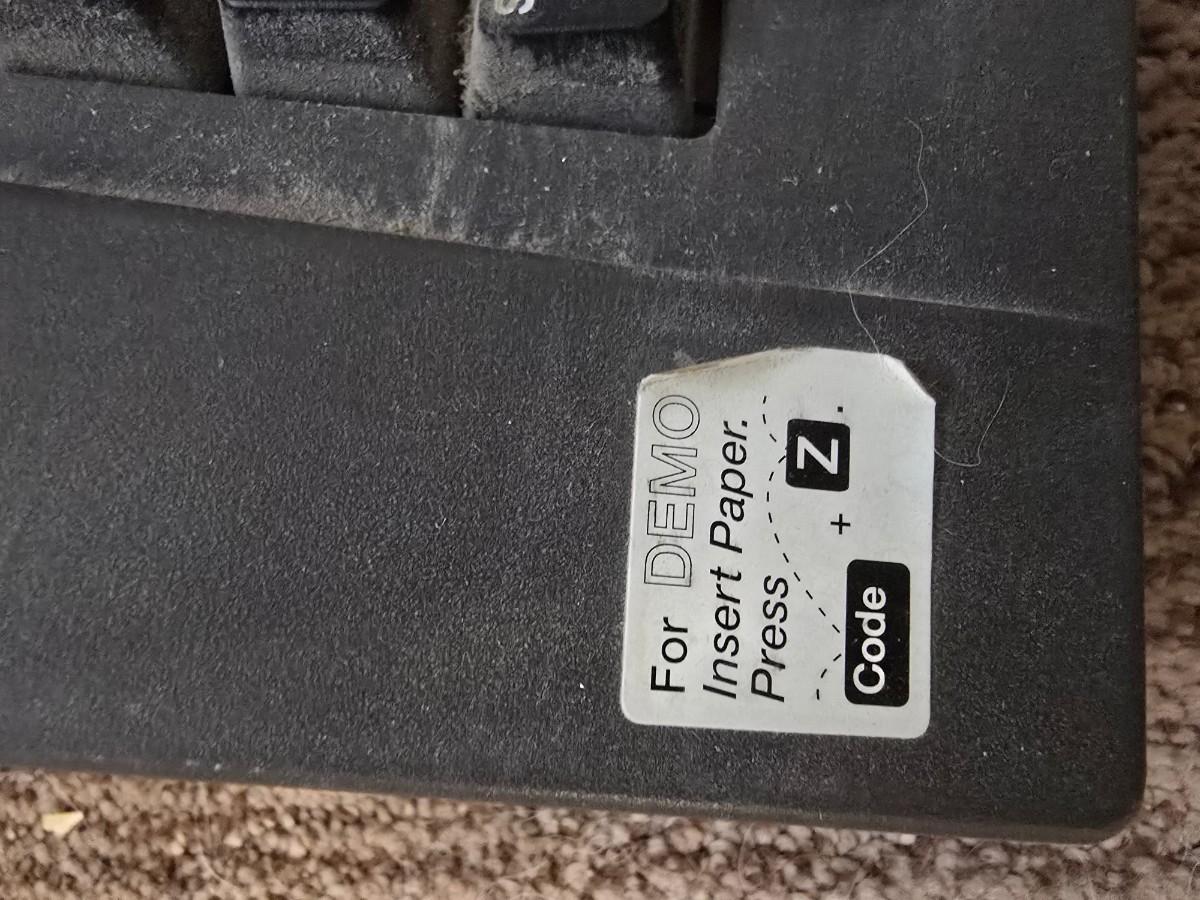 For DEMO
Insert Paper.
Press
Code + Z.